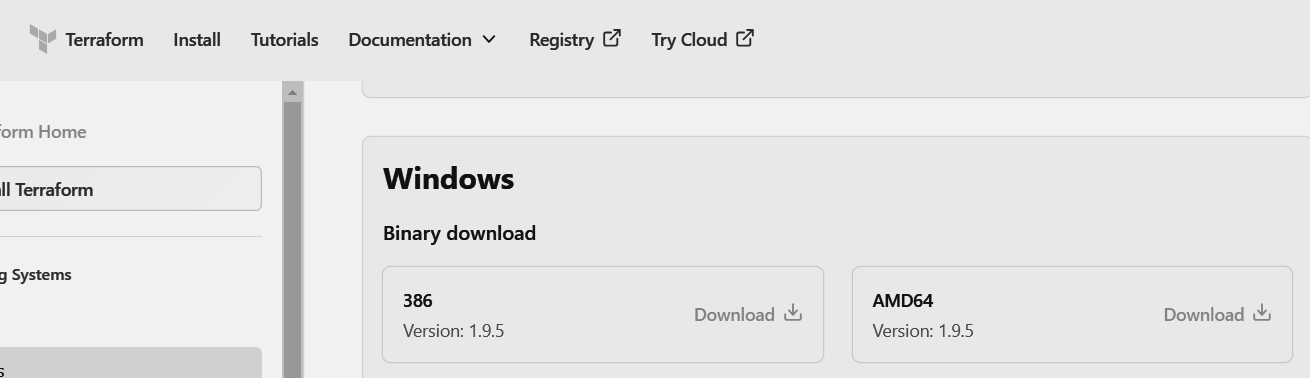 Terraform Install Tutorials Documentation Registry Try Cloud
form Home
ll Terraform
g Systems
s
Windows
Binary download
386
Version: 1.9.5
Download
AMD64
Version: 1.9.5
Download